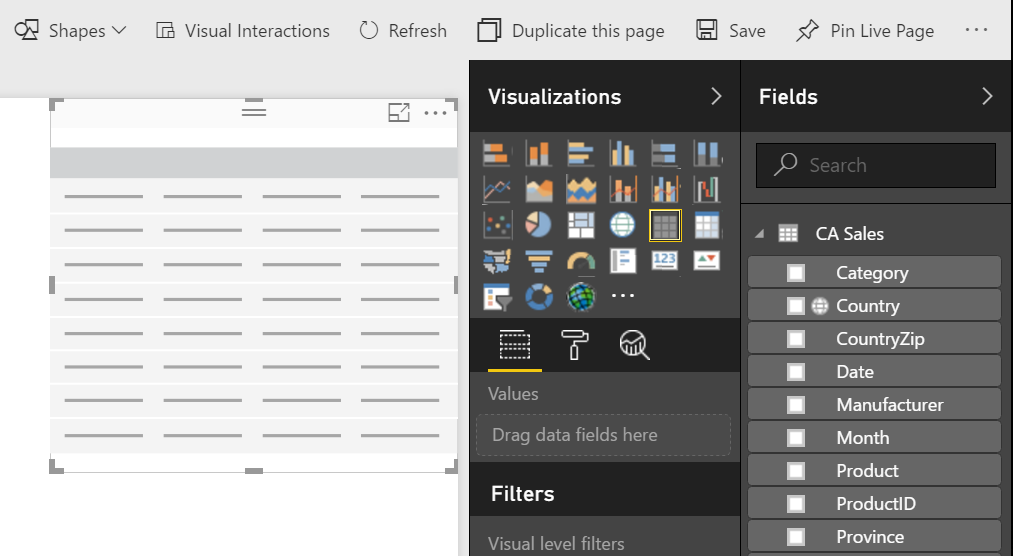 Shapes Visual Interactions Refresh Duplicate this page Save Pin Live Page ...
Visualizations
Fields
Search
CA Sales
Category
Country
CountryZip
Date
Manufacturer
Month
Product
ProductID
Province
123
Values
Drag data fields here
Filters
Visual level filters